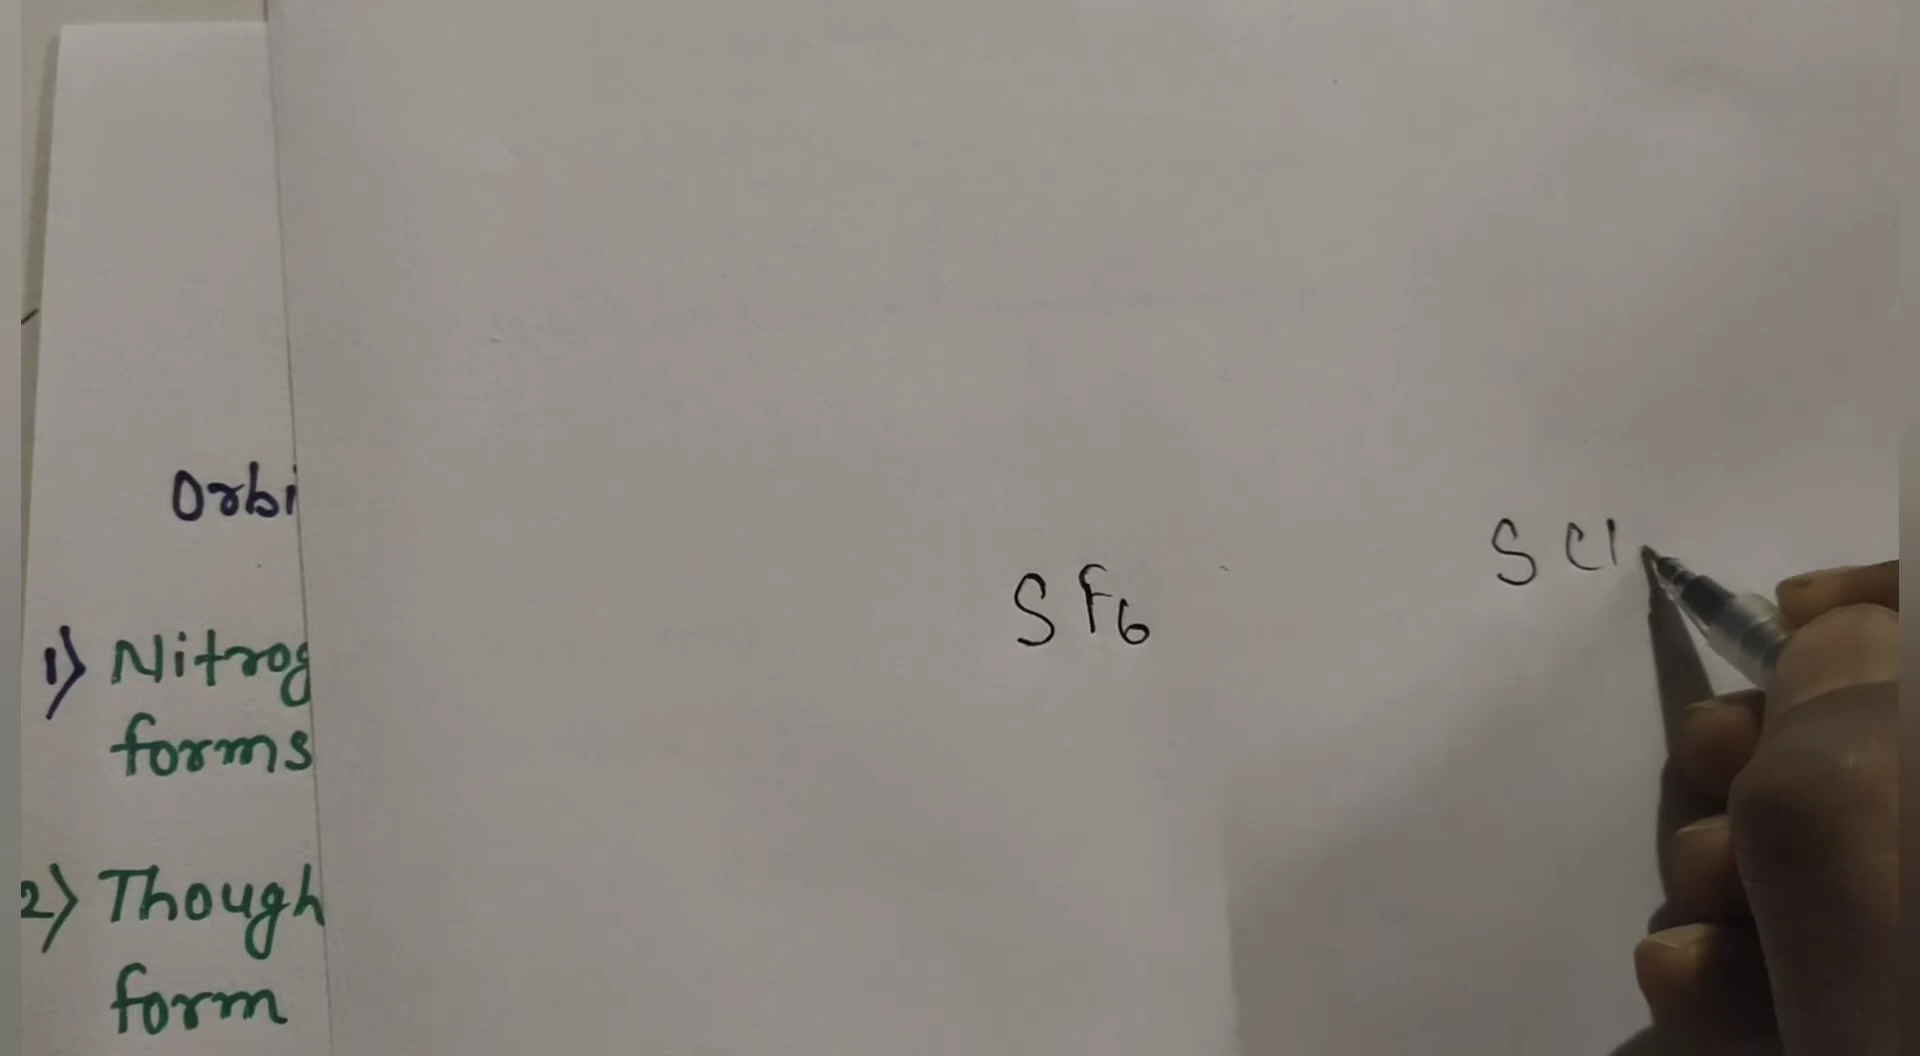 Orbi
SF6
SCl
1) Nitrog
forms
2) Though
form